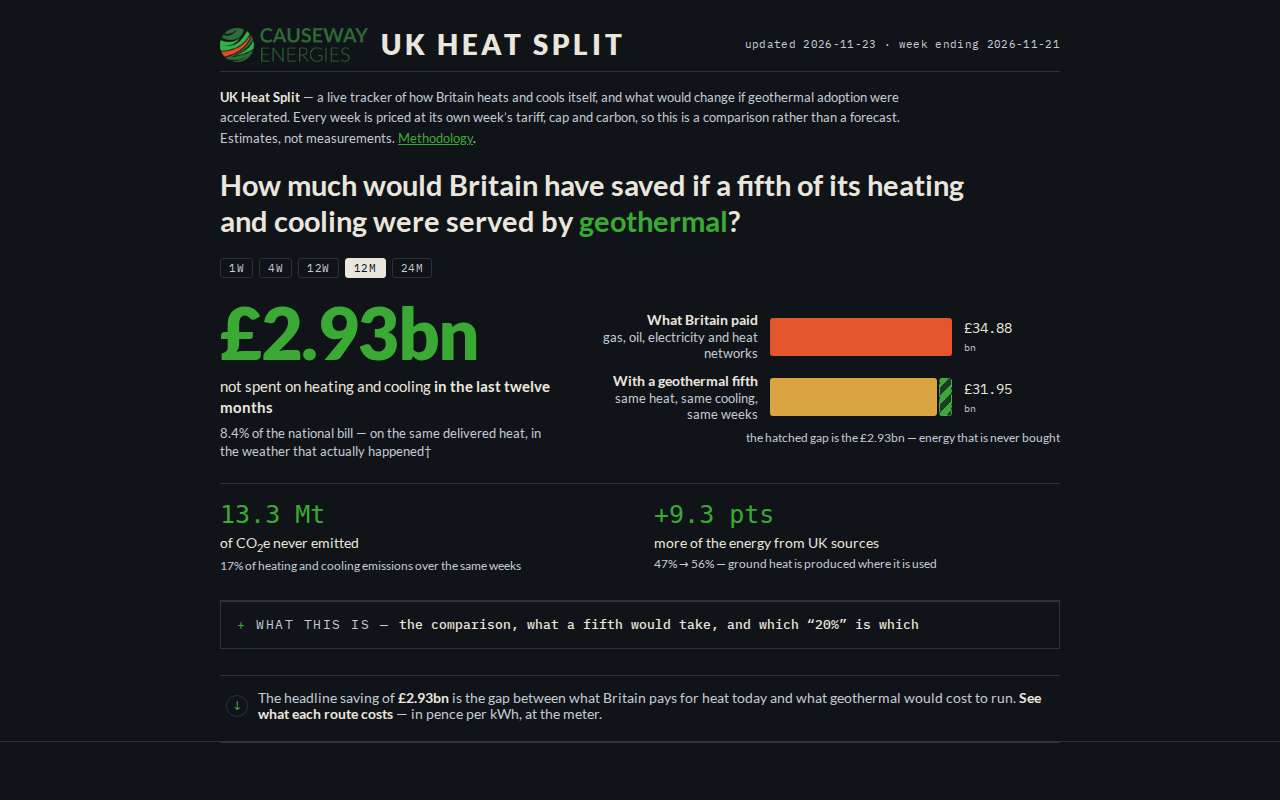 CAUSEWAY
ENERGIES
UK HEAT SPLIT
updated 2026-11-23 · week ending 2026-11-21
UK Heat Split — a live tracker of how Britain heats and cools itself, and what would change if geothermal adoption were
accelerated. Every week is priced at its own week's tariff, cap and carbon, so this is a comparison rather than a forecast.
Estimates, not measurements. Methodology.
How much would Britain have saved if a fifth of its heating
and cooling were served by geothermal?
1W 4W 12W 12M 24M
£2.93bn
not spent on heating and cooling in the last twelve
months
8.4% of the national bill — on the same delivered heat, in
the weather that actually happened†
What Britain paid
gas, oil, electricity and heat
networks
£34.88
bn
With a geothermal fifth
same heat, same cooling,
same weeks
£31.95
bn
the hatched gap is the £2.93bn — energy that is never bought
13.3 Mt
of CO₂e never emitted
17% of heating and cooling emissions over the same weeks
+9.3 pts
more of the energy from UK sources
47% → 56% — ground heat is produced where it is used
+ WHAT THIS IS — the comparison, what a fifth would take, and which “20%” is which
↓ The headline saving of £2.93bn is the gap between what Britain pays for heat today and what geothermal would cost to run. See
what each route costs — in pence per kWh, at the meter.